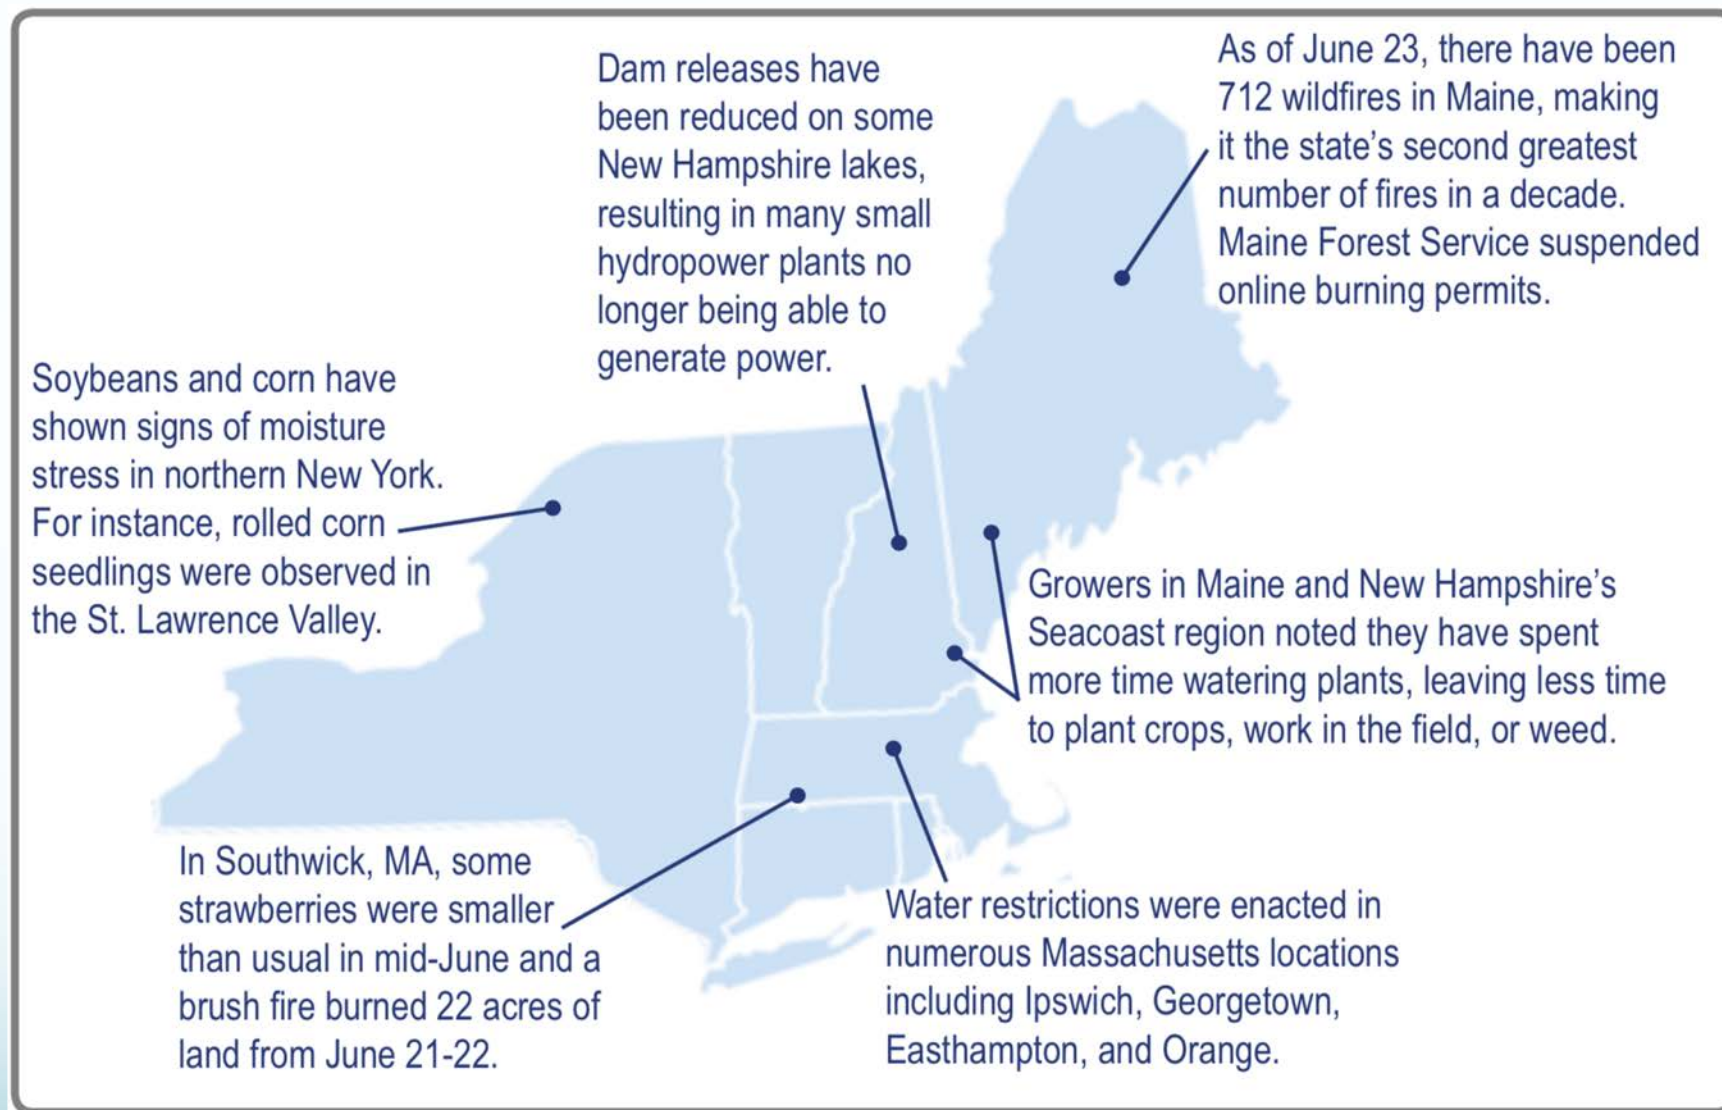 Dam releases have
been reduced on some
New Hampshire lakes,
resulting in many small
hydropower plants no
longer being able to
generate power.
As of June 23, there have been
712 wildfires in Maine, making
it the state's second greatest
number of fires in a decade.
Maine Forest Service suspended
online burning permits.
Soybeans and corn have
shown signs of moisture
stress in northern New York.
For instance, rolled corn
seedlings were observed in
the St. Lawrence Valley.
Growers in Maine and New Hampshire's
Seacoast region noted they have spent
more time watering plants, leaving less time
to plant crops, work in the field, or weed.
In Southwick, MA, some
strawberries were smaller
than usual in mid-June and a
brush fire burned 22 acres of
land from June 21-22.
Water restrictions were enacted in
numerous Massachusetts locations
including Ipswich, Georgetown,
Easthampton, and Orange.